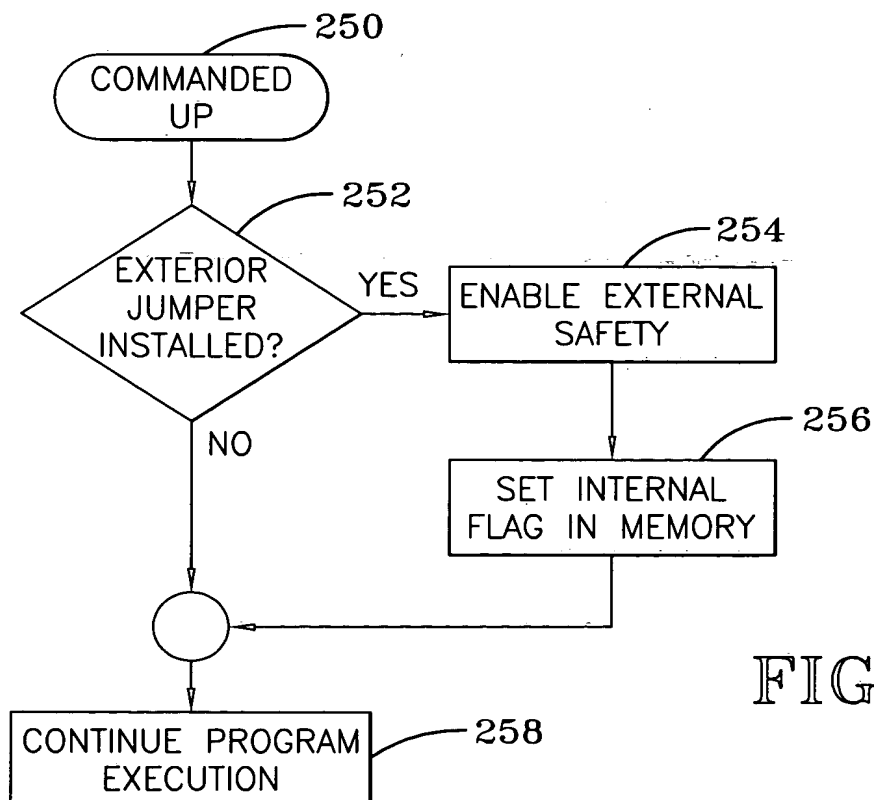 250
COMMANDED
UP
252
EXTERIOR
JUMPER
INSTALLED?
YES
254
ENABLE EXTERNAL
SAFETY
NO
256
SET INTERNAL
FLAG IN MEMORY
FIG
CONTINUE PROGRAM
EXECUTION
258